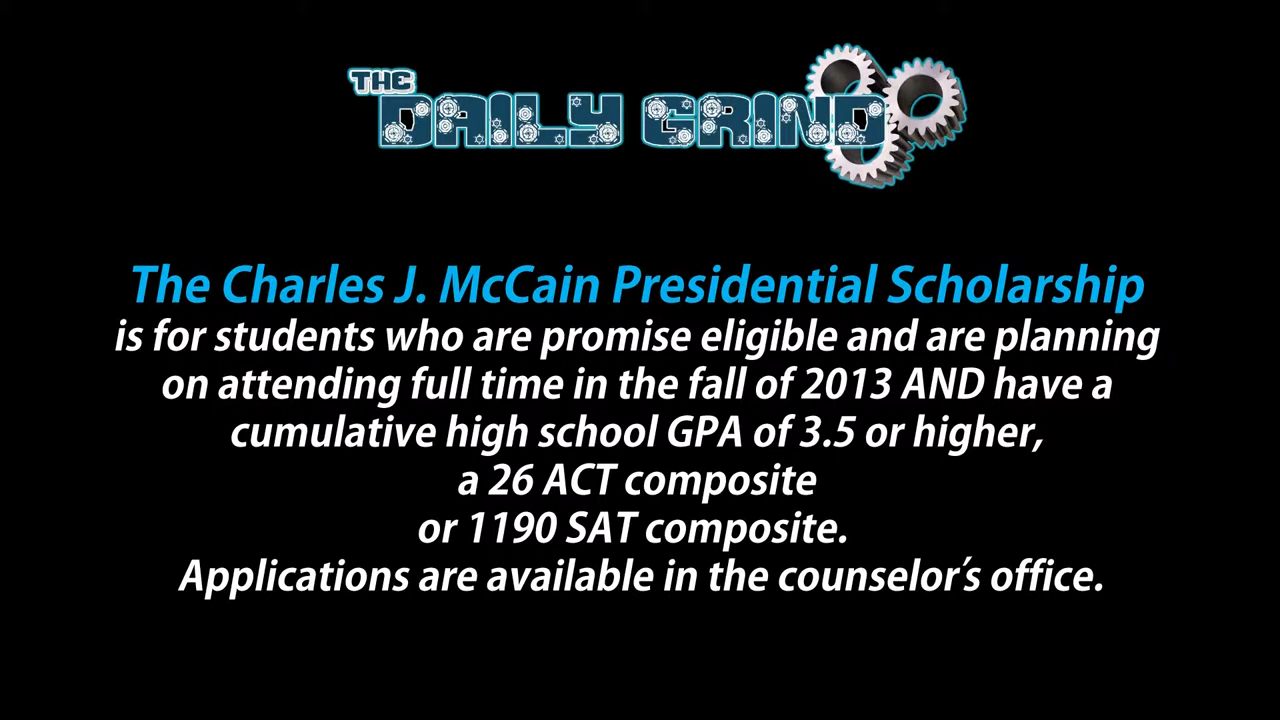 THE
DAILY GRIND
The Charles J. McCain Presidential Scholarship
is for students who are promise eligible and are planning
on attending full time in the fall of 2013 AND have a
cumulative high school GPA of 3.5 or higher,
a 26 ACT composite
or 1190 SAT composite.
Applications are available in the counselor's office.